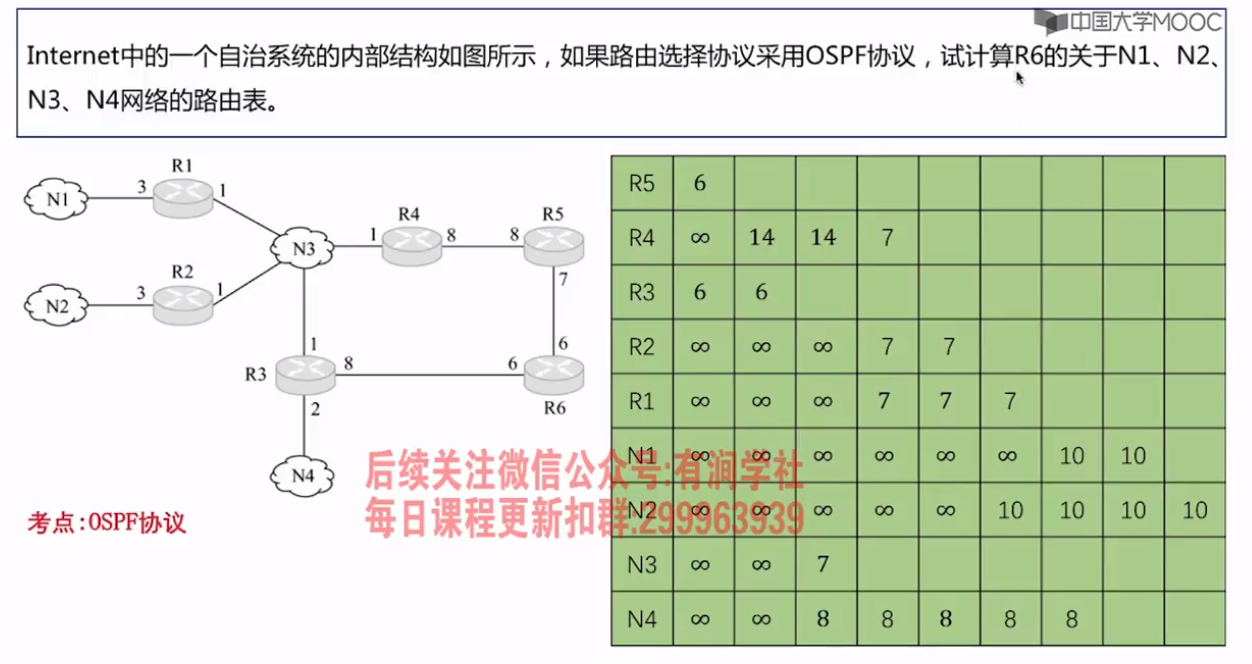 中国大学MOOC
Internet中的一个自治系统的内部结构如图所示，如果路由选择协议采用OSPF协议，试计算R6的关于N1、N2、
N3、N4网络的路由表。
R1
N1 3 1
R4 R5
N3 1 8 8
R2
N2 3 1
7
1 6
R3 8 6
R6
2
N4
考点:OSPF协议
R5 6
R4 ∞ 14 14 7
R3 6 6
R2 ∞ ∞ ∞ 7 7
R1 ∞ ∞ ∞ 7 7 7
N1 ∞ ∞ ∞ ∞ ∞ ∞ 10 10
N2 ∞ ∞ ∞ ∞ ∞ 10 10 10 10
N3 ∞ ∞ 7
N4 ∞ ∞ 8 8 8 8 8
后续关注微信公众号:有涧学社
每日课程更新扣群.299963939